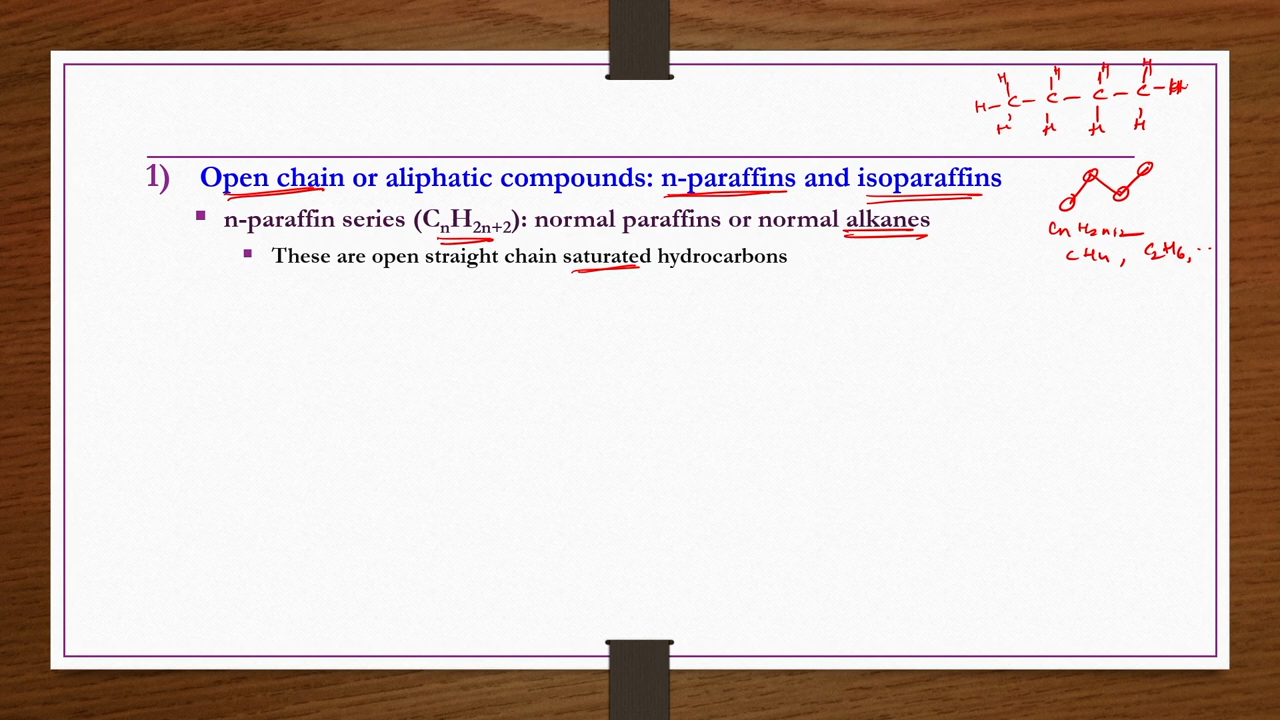 H H H H
H-C-C-C-C-
H H H H
1) Open chain or aliphatic compounds: n-paraffins and isoparaffins
▪ n-paraffin series (CnH2n+2): normal paraffins or normal alkanes
CnH2n+2
▪ These are open straight chain saturated hydrocarbons
CH4, C2H6, ..